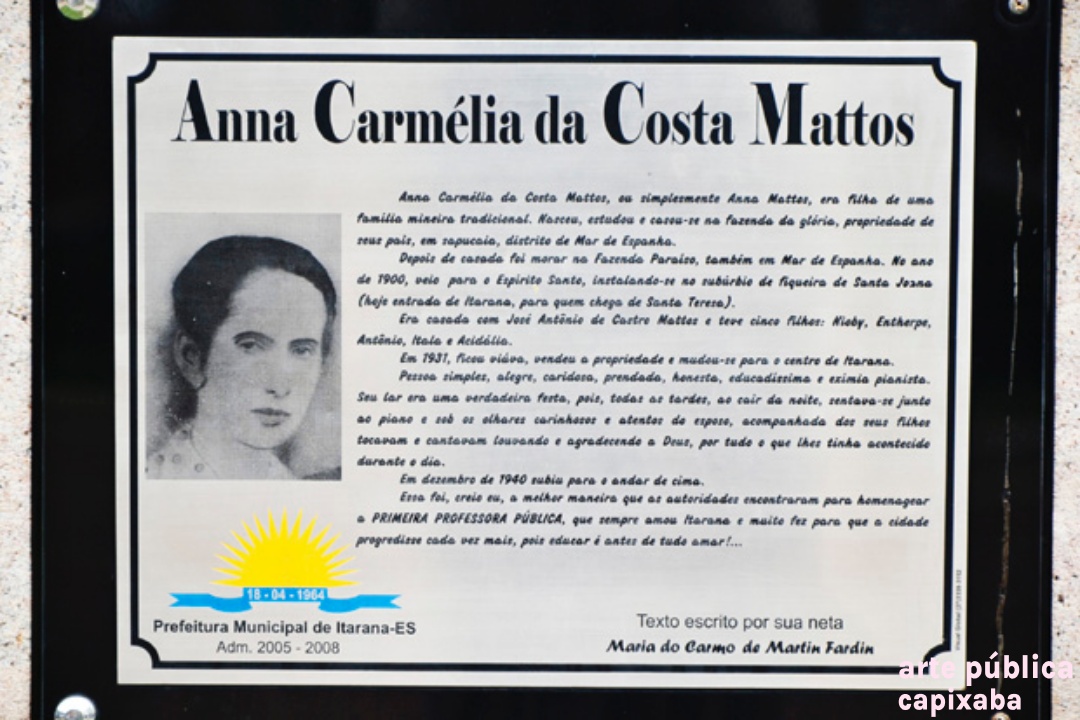 Anna Carmélia da Costa Mattos
Anna Carmélia da Costa Mattos, ou simplesmente Anna Mattos, era filha de uma
família mineira tradicional. Nasceu, estudou e casou-se na fazenda da glória, propriedade de
seus pais, em sapucaia, distrito de Mar de Espanha.
Depois de casada foi morar na Fazenda Paraíso, também em Mar de Espanha. No ano
de 1900, veio para o Espírito Santo, instalando-se no subúrbio de figueira de Santa Joana
(hoje entrada de Itarana, para quem chega de Santa Teresa).
Era casada com José Antônio de Castro Mattos e teve cinco filhos: Nioby, Entherpe,
Antônio, Itala e Acidália.
Em 1931, ficou viúva, vendeu a propriedade e mudou-se para o centro de Itarana.
Pessoa simples, alegre, caridosa, prendada, honesta, educadíssima e exímia pianista.
Seu lar era uma verdadeira festa, pois, todas as tardes, ao cair da noite, sentava-se junto
ao piano e sob os olhares carinhosos e atentos do esposo, acompanhada dos seus filhos
tocavam e cantavam louvando e agradecendo a Deus, por tudo o que lhes tinha acontecido
durante o dia.
Em dezembro de 1940 subiu para o andar de cima.
Essa foi, creio eu, a melhor maneira que as autoridades encontraram para homenagear
a PRIMEIRA PROFESSORA PÚBLICA, que sempre amou Itarana e muito fez para que a cidade
progredisse cada vez mais, pois educar é antes de tudo amar!...
18 - 04 - 1964
Prefeitura Municipal de Itarana-ES
Adm. 2005 - 2008
Texto escrito por sua neta
Maria do Carmo de Martin Fardin
arte pública
capixaba